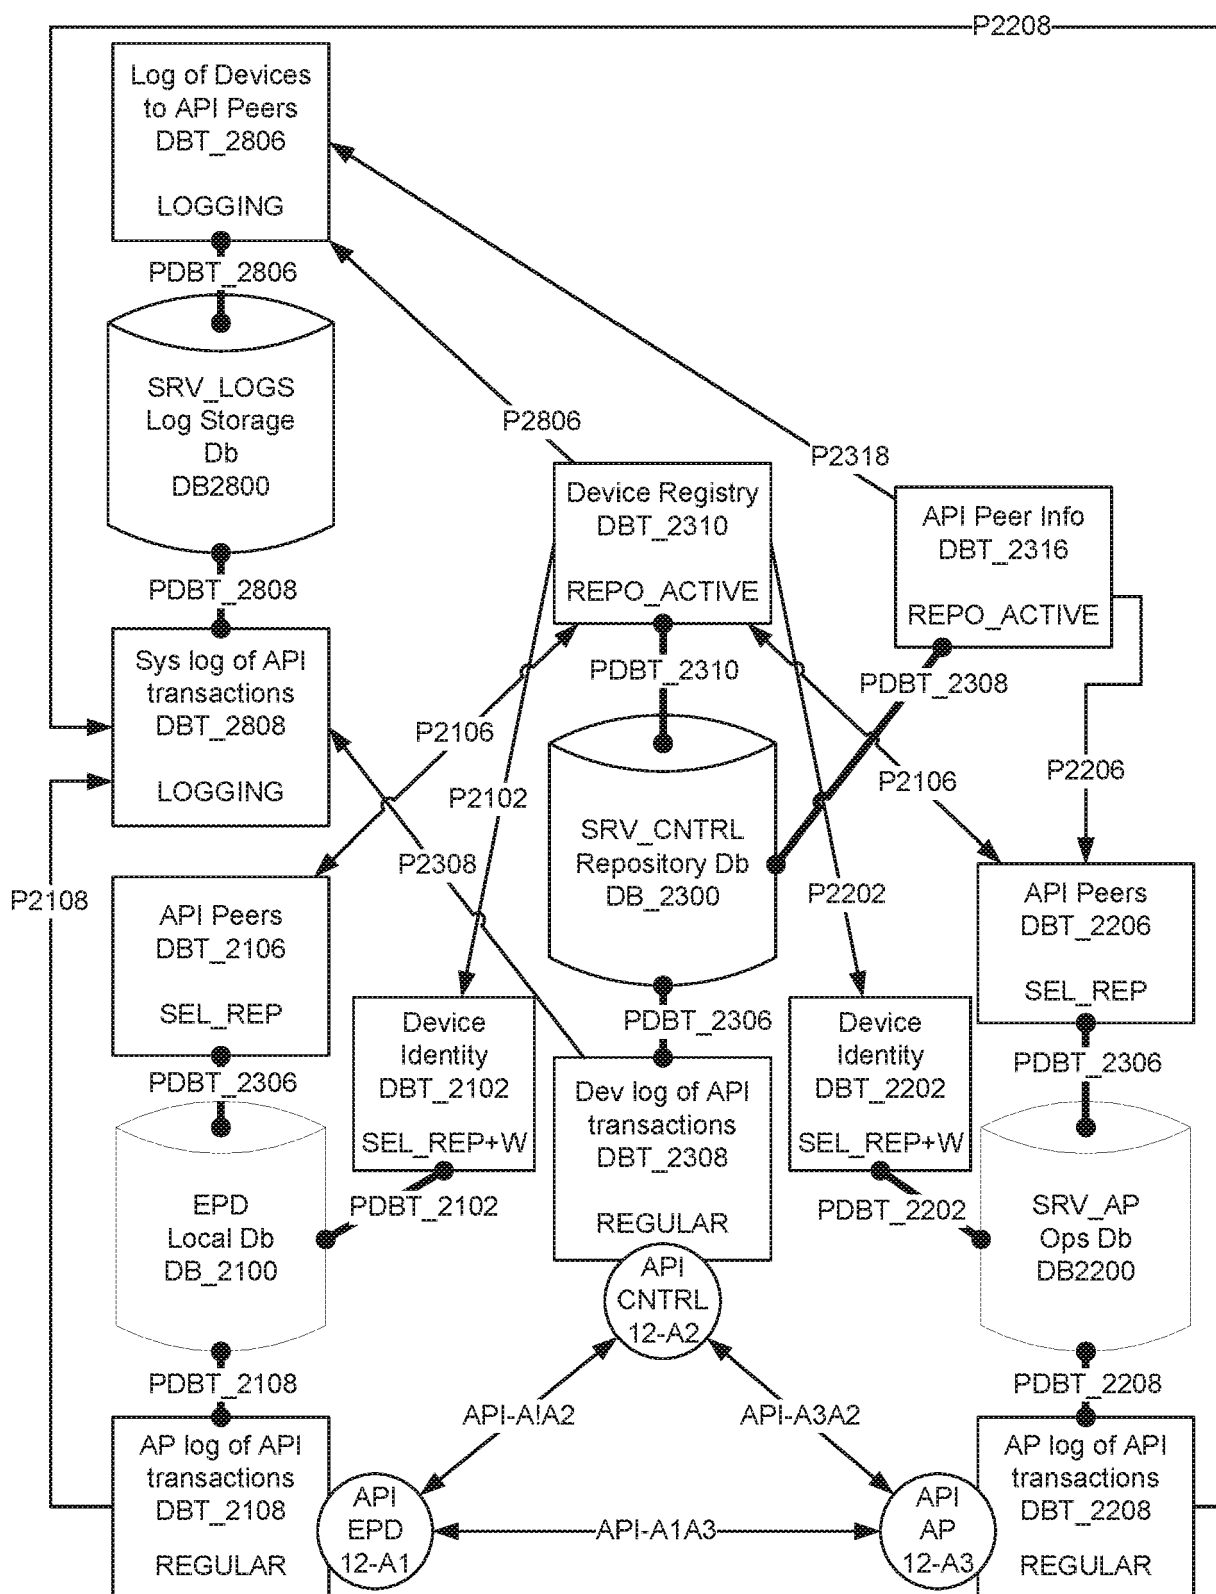 P2208
Log of Devices
to API Peers
DBT_2806
LOGGING
PDBT_2806
SRV_LOGS
Log Storage
Db
DB2800
P2806
P2318
Device Registry
DBT_2310
REPO_ACTIVE
API Peer Info
DBT_2316
REPO_ACTIVE
PDBT_2808
Sys log of API
transactions
DBT_2808
LOGGING
PDBT_2310
PDBT_2308
P2106
P2102
P2106
P2206
P2308
SRV_CNTRL
Repository Db
DB_2300
P2202
P2108
API Peers
DBT_2106
SEL_REP
API Peers
DBT_2206
SEL_REP
PDBT_2306
Device
Identity
DBT_2102
SEL_REP+W
PDBT_2306
Dev log of API
transactions
DBT_2308
REGULAR
Device
Identity
DBT_2202
SEL_REP+W
PDBT_2306
PDBT_2102
PDBT_2202
EPD
Local Db
DB_2100
SRV_AP
Ops Db
DB2200
API
CNTRL
12-A2
PDBT_2108
PDBT_2208
API-A!A2
API-A3A2
AP log of API
transactions
DBT_2108
REGULAR
API
EPD
12-A1
API-A1A3
API
AP
12-A3
AP log of API
transactions
DBT_2208
REGULAR